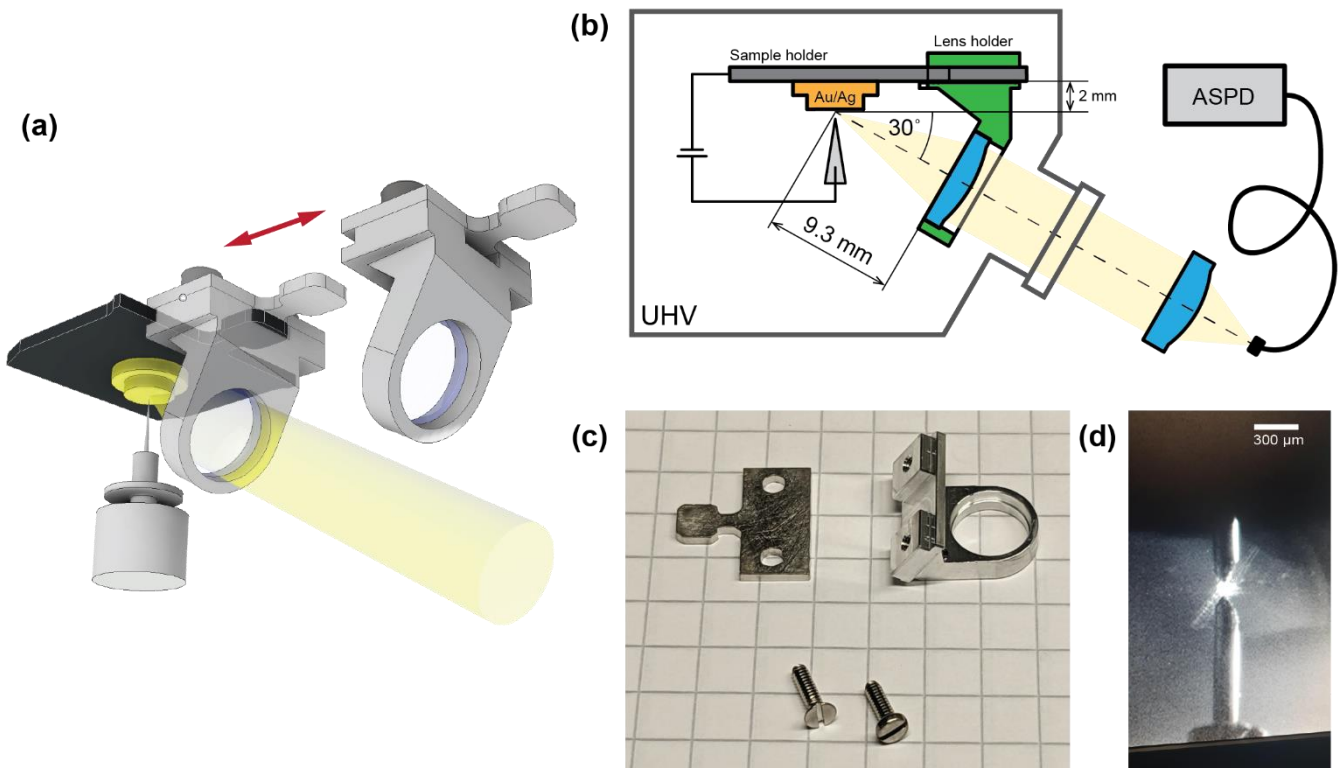 (a)
(b)
Sample holder
Lens holder
Au/Ag
2 mm
30°
9.3 mm
UHV
ASPD
(c)
(d)
300 µm